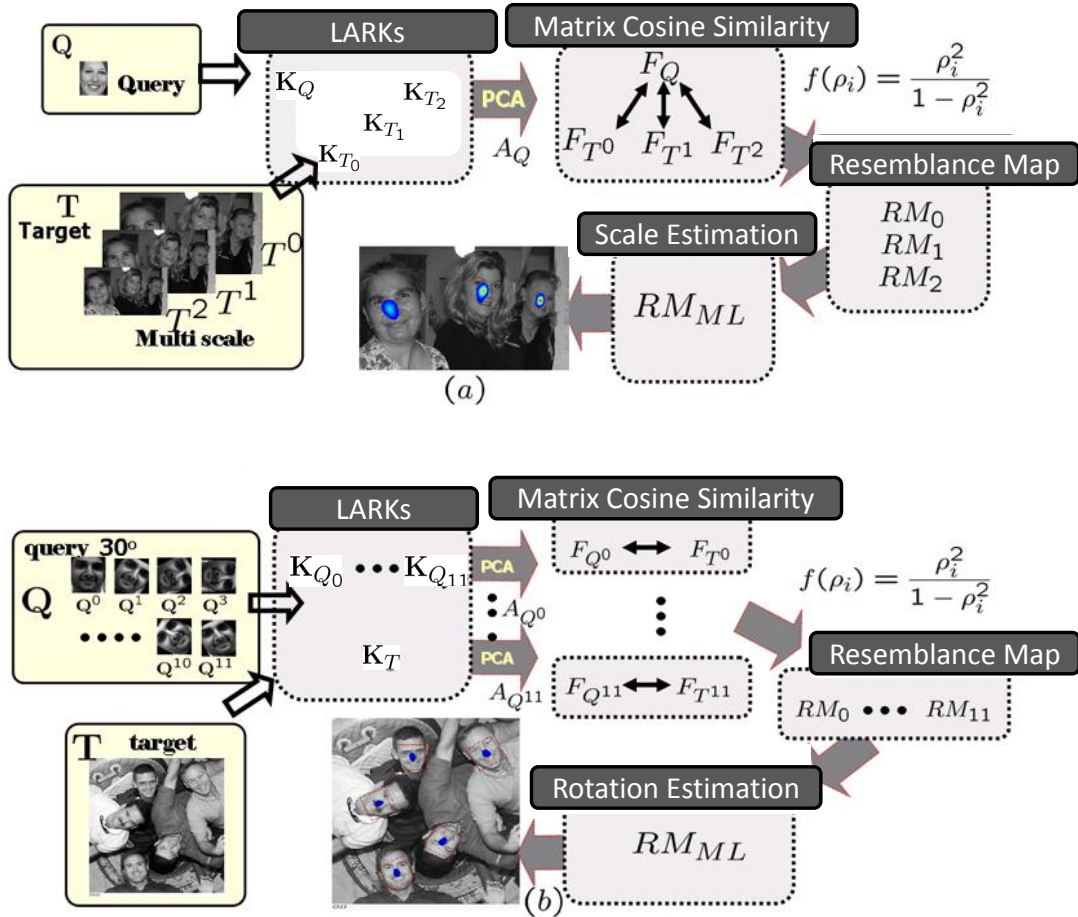 LARKs
Matrix Cosine Similarity
Q
Query
K_Q
K_{T_2}
K_{T_1}
K_{T_0}
PCA
A_Q
F_Q
F_{T^0} F_{T^1} F_{T^2}
f(ρ_i) = ρ_i^2 / (1 − ρ_i^2)
Resemblance Map
RM_0
RM_1
RM_2
T
Target
T^0
T^1
T^2
Multi scale
Scale Estimation
RM_{ML}
(a)
LARKs
Matrix Cosine Similarity
query 30°
Q
Q^0 Q^1 Q^2 Q^3
•••• Q^{10} Q^{11}
K_{Q_0} ••• K_{Q_{11}}
K_T
PCA
A_{Q^0}
PCA
A_{Q^{11}}
F_{Q^0} ↔ F_{T^0}
F_{Q^{11}} ↔ F_{T^{11}}
f(ρ_i) = ρ_i^2 / (1 − ρ_i^2)
Resemblance Map
RM_0 ••• RM_{11}
T target
Rotation Estimation
RM_{ML}
(b)